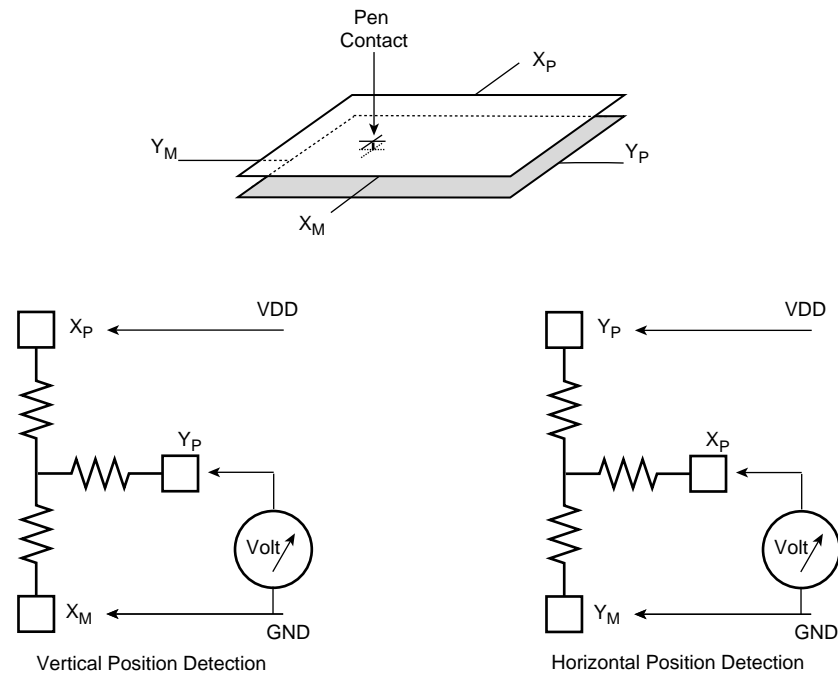 Pen
Contact
X_P
Y_M
Y_P
X_M
VDD
X_P
Y_P
Volt
X_M
GND
Vertical Position Detection
VDD
Y_P
X_P
Volt
Y_M
GND
Horizontal Position Detection